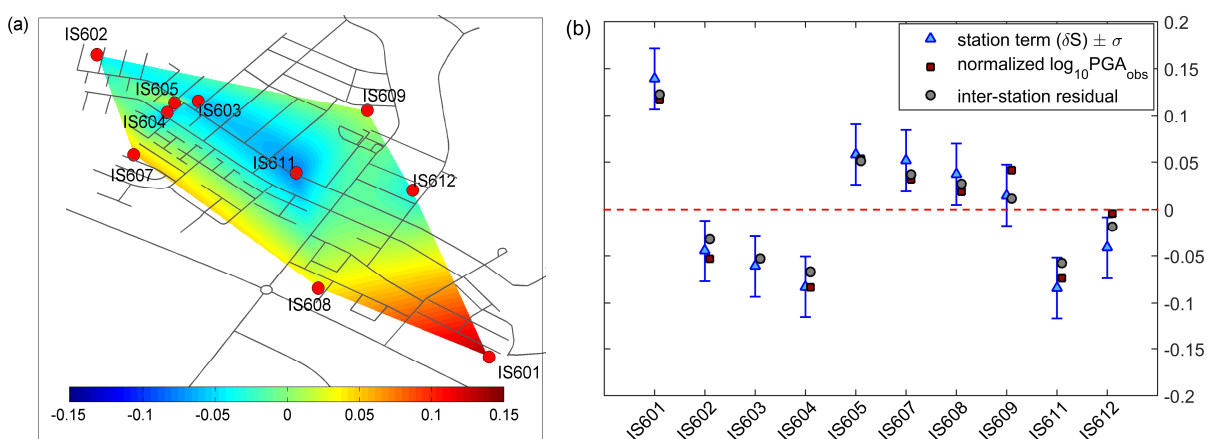 (a)
IS602
IS605
IS603
IS609
IS604
IS611
IS607
IS612
IS608
IS601
-0.15 -0.1 -0.05 0 0.05 0.1 0.15
(b)
station term (δS) ± σ
normalized log₁₀PGAobs
inter-station residual
0.2
0.15
0.1
0.05
0
-0.05
-0.1
-0.15
-0.2
IS601 IS602 IS603 IS604 IS605 IS607 IS608 IS609 IS611 IS612